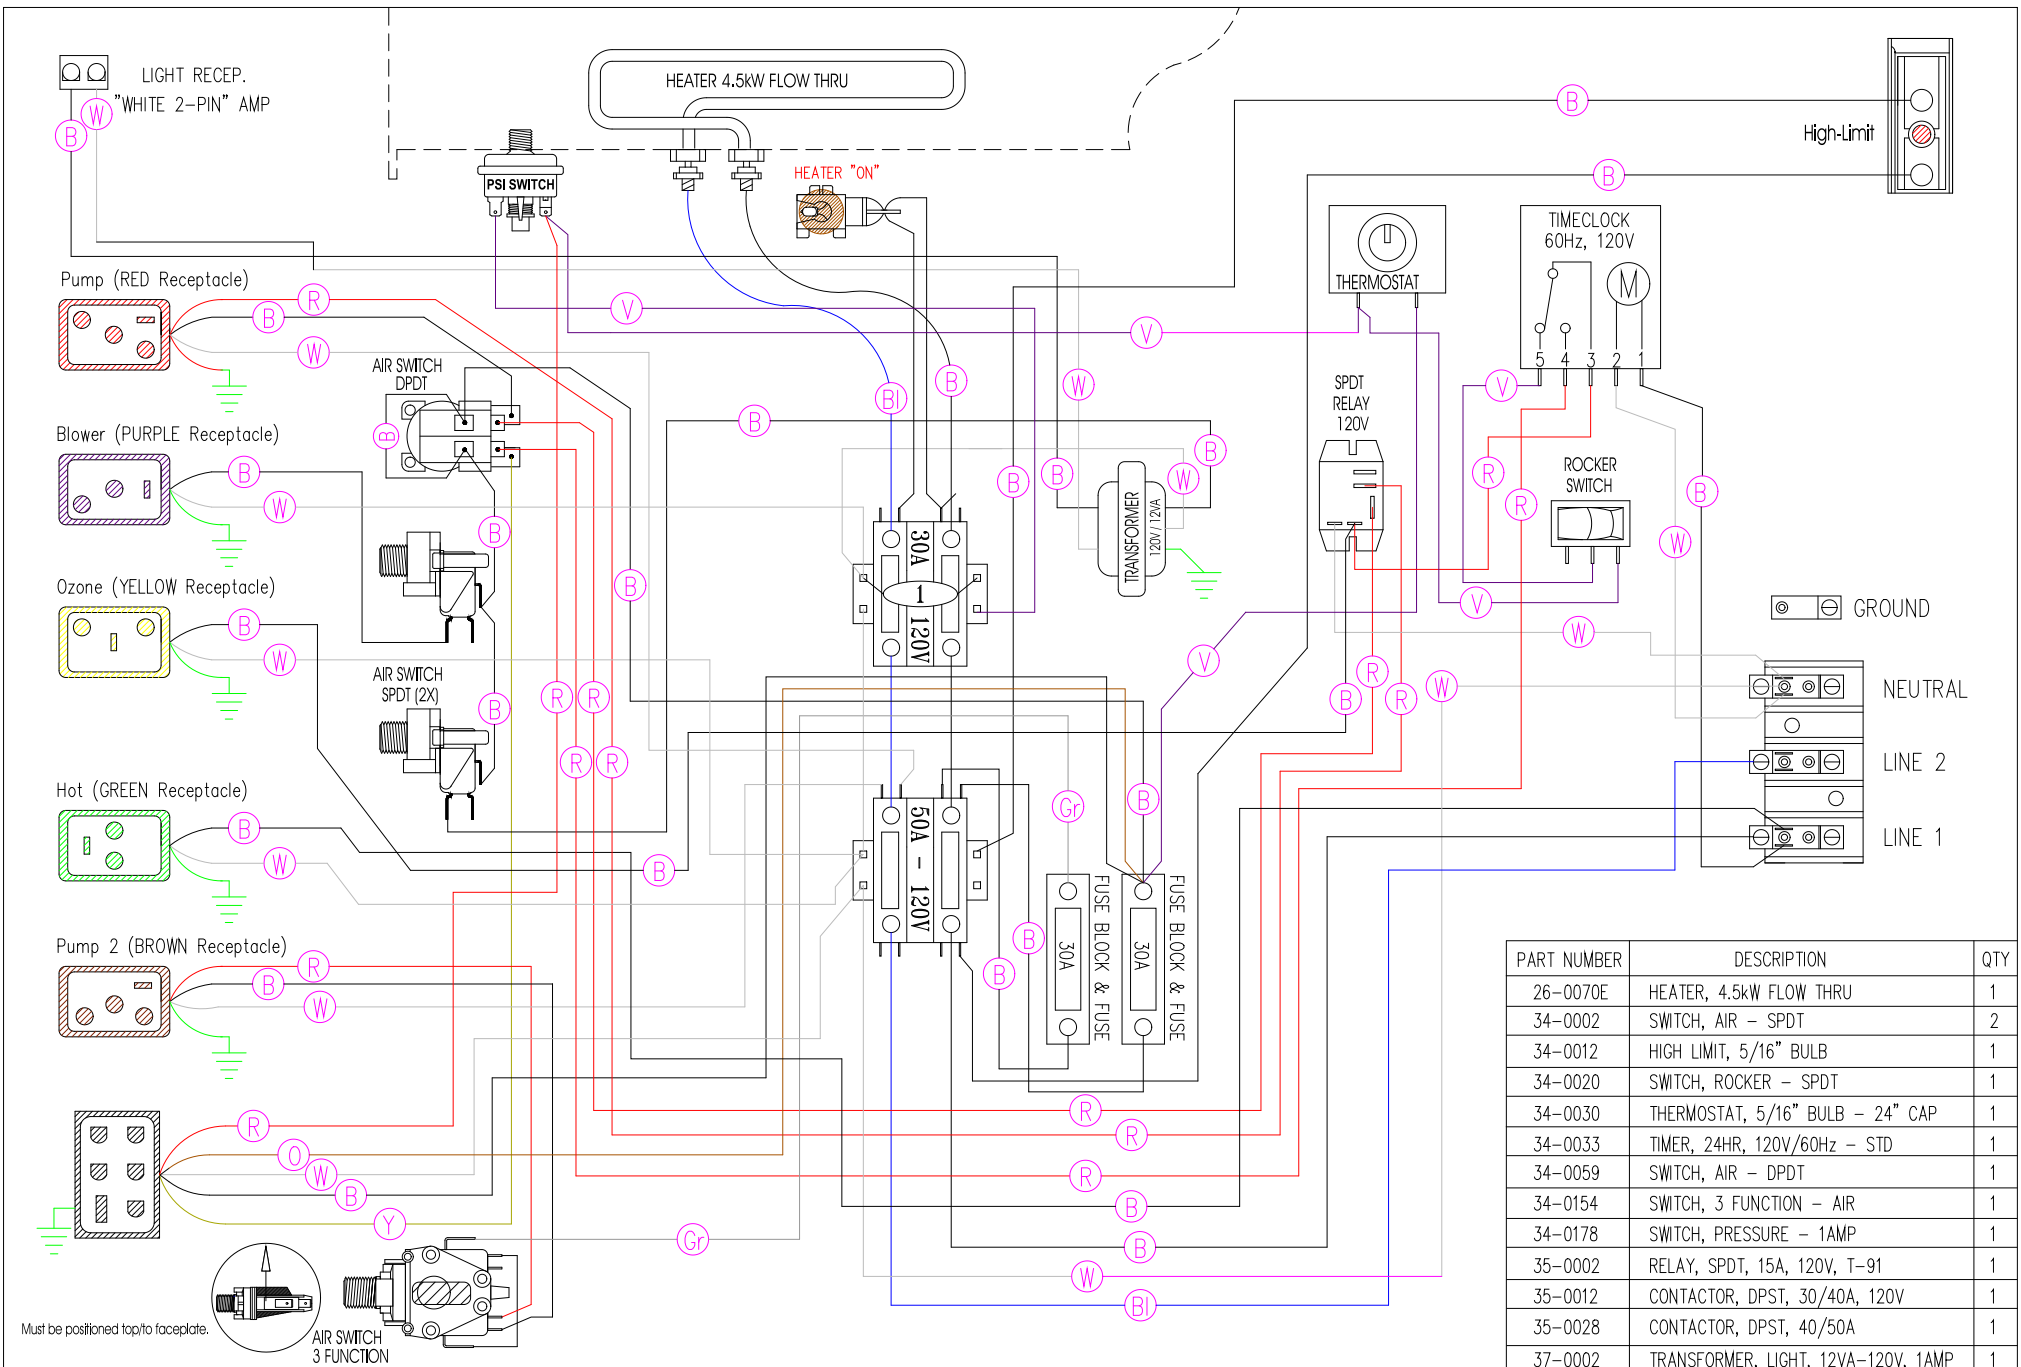 LIGHT RECEP.
"WHITE 2-PIN" AMP
B
W
HEATER 4.5kW FLOW THRU
PSI SWITCH
HEATER "ON"
B
High-Limit
B
TIMECLOCK
60Hz, 120V
M
5 4 3 2 1
THERMOSTAT
Pump (RED Receptacle)
R
B
W
V
V
AIR SWITCH
DPDT
B
Bl
B
W
B
V
SPDT
RELAY
120V
Blower (PURPLE Receptacle)
B
W
B
B
B
B
W
TRANSFORMER
120V / 12VA
R
R
ROCKER
SWITCH
B
W
30A
1
120V
Ozone (YELLOW Receptacle)
B
W
B
V
W
V
GROUND
AIR SWITCH
SPDT (2X)
B
R
R
R
R
B
R
R
W
NEUTRAL
LINE 2
LINE 1
Hot (GREEN Receptacle)
B
W
B
50A - 120V
Gr
B
B
B
30A
FUSE BLOCK & FUSE
30A
FUSE BLOCK & FUSE
Pump 2 (BROWN Receptacle)
R
B
W
R
O
W
B
Y
R
R
R
B
Gr
B
W
Bl
Must be positioned top/to faceplate.
AIR SWITCH
3 FUNCTION
PART NUMBER DESCRIPTION QTY
26-0070E HEATER, 4.5kW FLOW THRU 1
34-0002 SWITCH, AIR - SPDT 2
34-0012 HIGH LIMIT, 5/16" BULB 1
34-0020 SWITCH, ROCKER - SPDT 1
34-0030 THERMOSTAT, 5/16" BULB - 24" CAP 1
34-0033 TIMER, 24HR, 120V/60Hz - STD 1
34-0059 SWITCH, AIR - DPDT 1
34-0154 SWITCH, 3 FUNCTION - AIR 1
34-0178 SWITCH, PRESSURE - 1AMP 1
35-0002 RELAY, SPDT, 15A, 120V, T-91 1
35-0012 CONTACTOR, DPST, 30/40A, 120V 1
35-0028 CONTACTOR, DPST, 40/50A 1
37-0002 TRANSFORMER, LIGHT, 12VA-120V, 1AMP 1